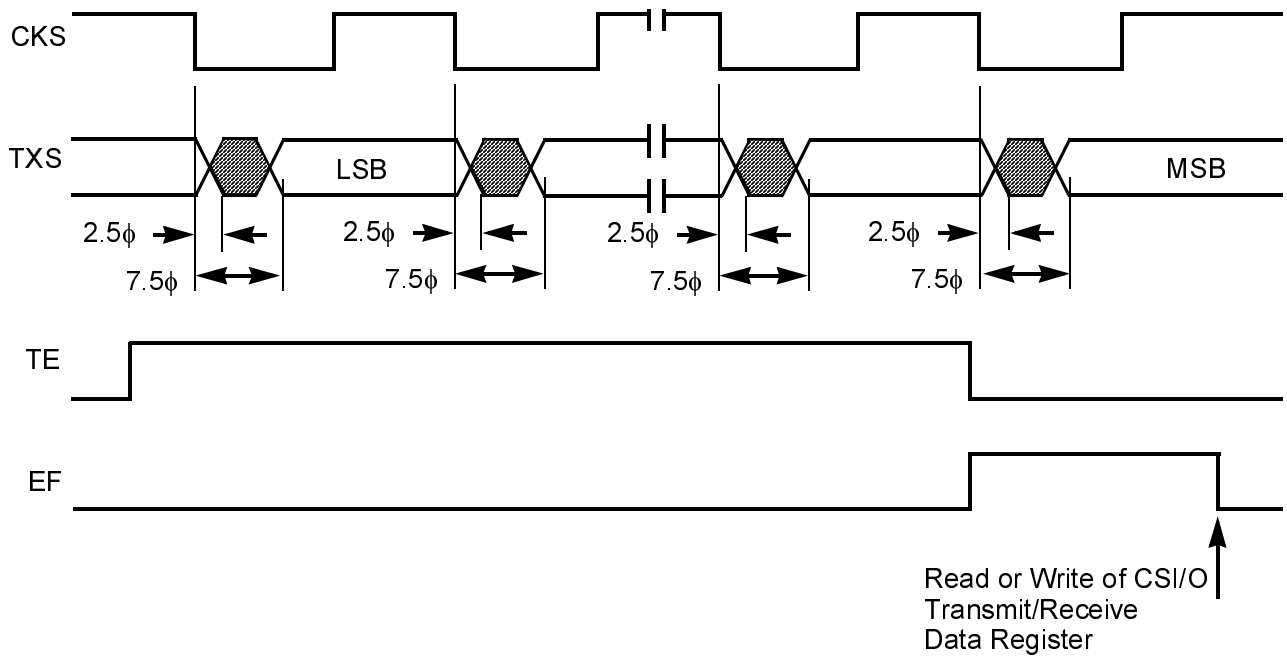 CKS
TXS
LSB
MSB
2.5ϕ
2.5ϕ
2.5ϕ
2.5ϕ
7.5ϕ
7.5ϕ
7.5ϕ
7.5ϕ
TE
EF
Read or Write of CSI/O
Transmit/Receive
Data Register